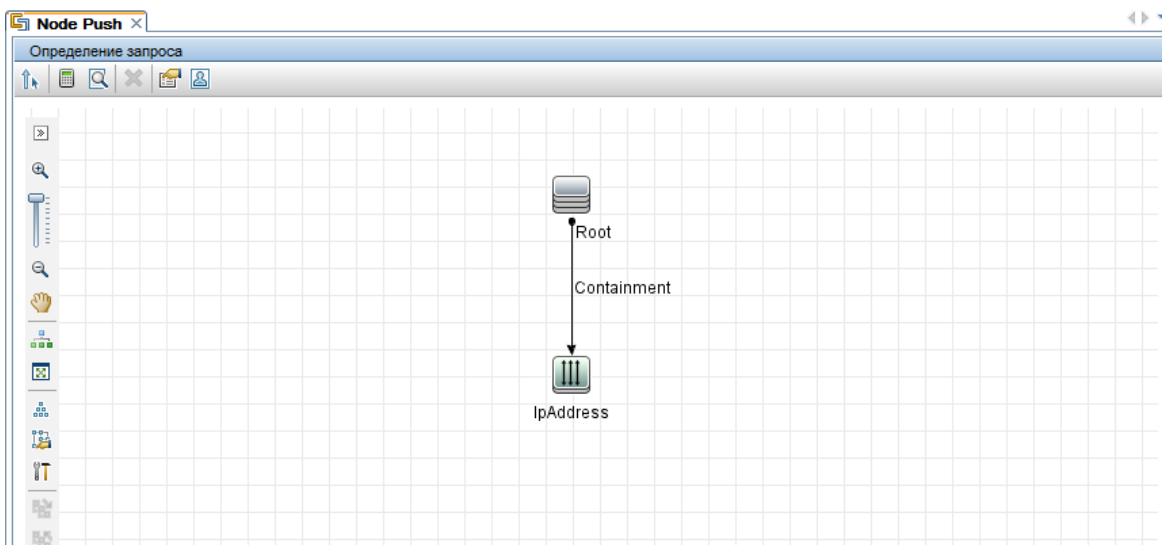 Node Push
Определение запроса
Root
Containment
IpAddress